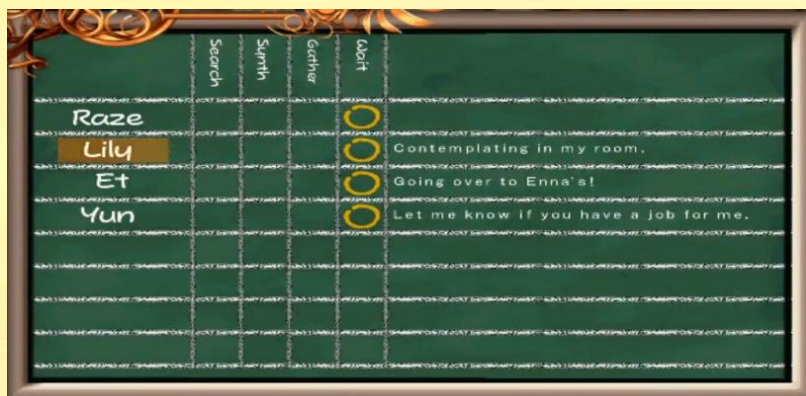 Search Synth Gather Wait
Raze
Lily Contemplating in my room.
Et Going over to Enna's!
Yun Let me know if you have a job for me.